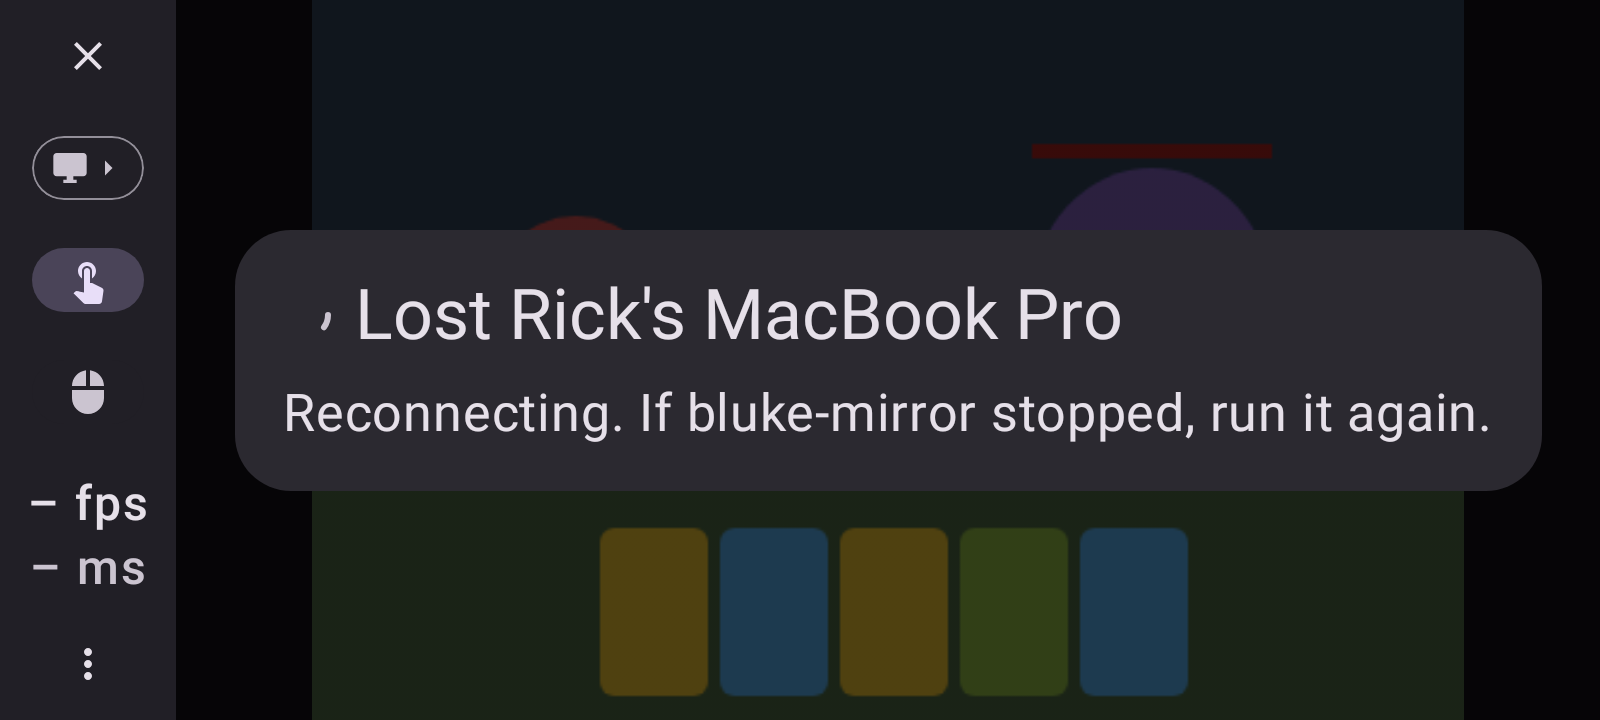 Lost Rick's MacBook Pro
Reconnecting. If bluke-mirror stopped, run it again.
– fps
– ms